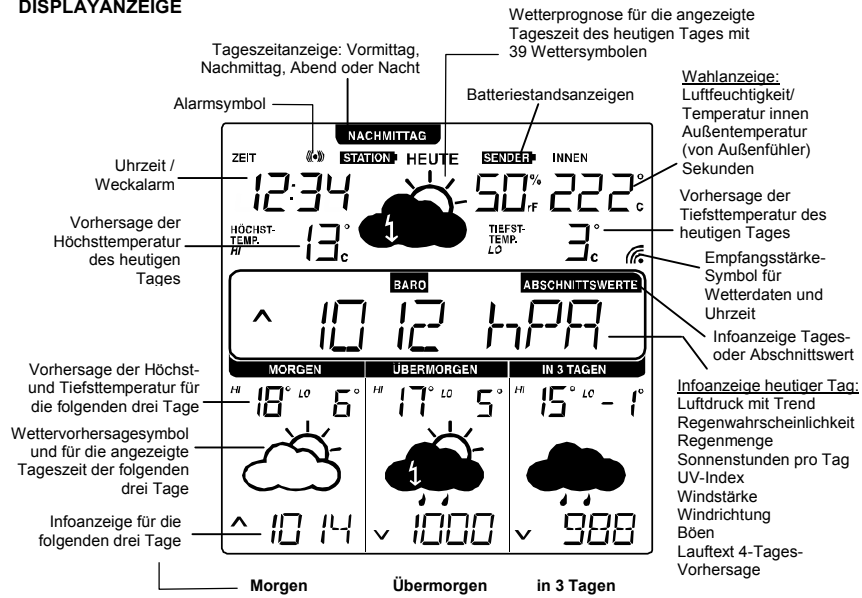 DISPLAYANZEIGE
Wetterprognose für die angezeigte
Tageszeit des heutigen Tages mit
39 Wettersymbolen
Tageszeitanzeige: Vormittag,
Nachmittag, Abend oder Nacht
Alarmsymbol
Batteriestandsanzeigen
Wahlanzeige:
Luftfeuchtigkeit/
Temperatur innen
Außentemperatur
(von Außenfühler)
Sekunden
Uhrzeit /
Weckalarm
Vorhersage der
Höchsttemperatur
des heutigen
Tages
Vorhersage der
Tiefsttemperatur des
heutigen Tages
Empfangsstärke-
Symbol für
Wetterdaten und
Uhrzeit
NACHMITTAG
ZEIT STATION HEUTE SENDER INNEN
12:34 50% rF 222° c
HÖCHST-
TEMP.
HI
13° c
TIEFST-
TEMP.
LO
3° c
BARO ABSCHNITTSWERTE
^ 1012 hPA
Infoanzeige Tages-
oder Abschnittswert
MORGEN ÜBERMORGEN IN 3 TAGEN
HI 18° LO 6° HI 17° LO 5° HI 15° LO -1°
^ 1014 v 1000 v 988
Vorhersage der Höchst-
und Tiefsttemperatur für
die folgenden drei Tage
Wettervorhersagesymbol
und für die angezeigte
Tageszeit der folgenden
drei Tage
Infoanzeige für die
folgenden drei Tage
Infoanzeige heutiger Tag:
Luftdruck mit Trend
Regenwahrscheinlichkeit
Regenmenge
Sonnenstunden pro Tag
UV-Index
Windstärke
Windrichtung
Böen
Lauftext 4-Tages-
Vorhersage
Morgen Übermorgen in 3 Tagen